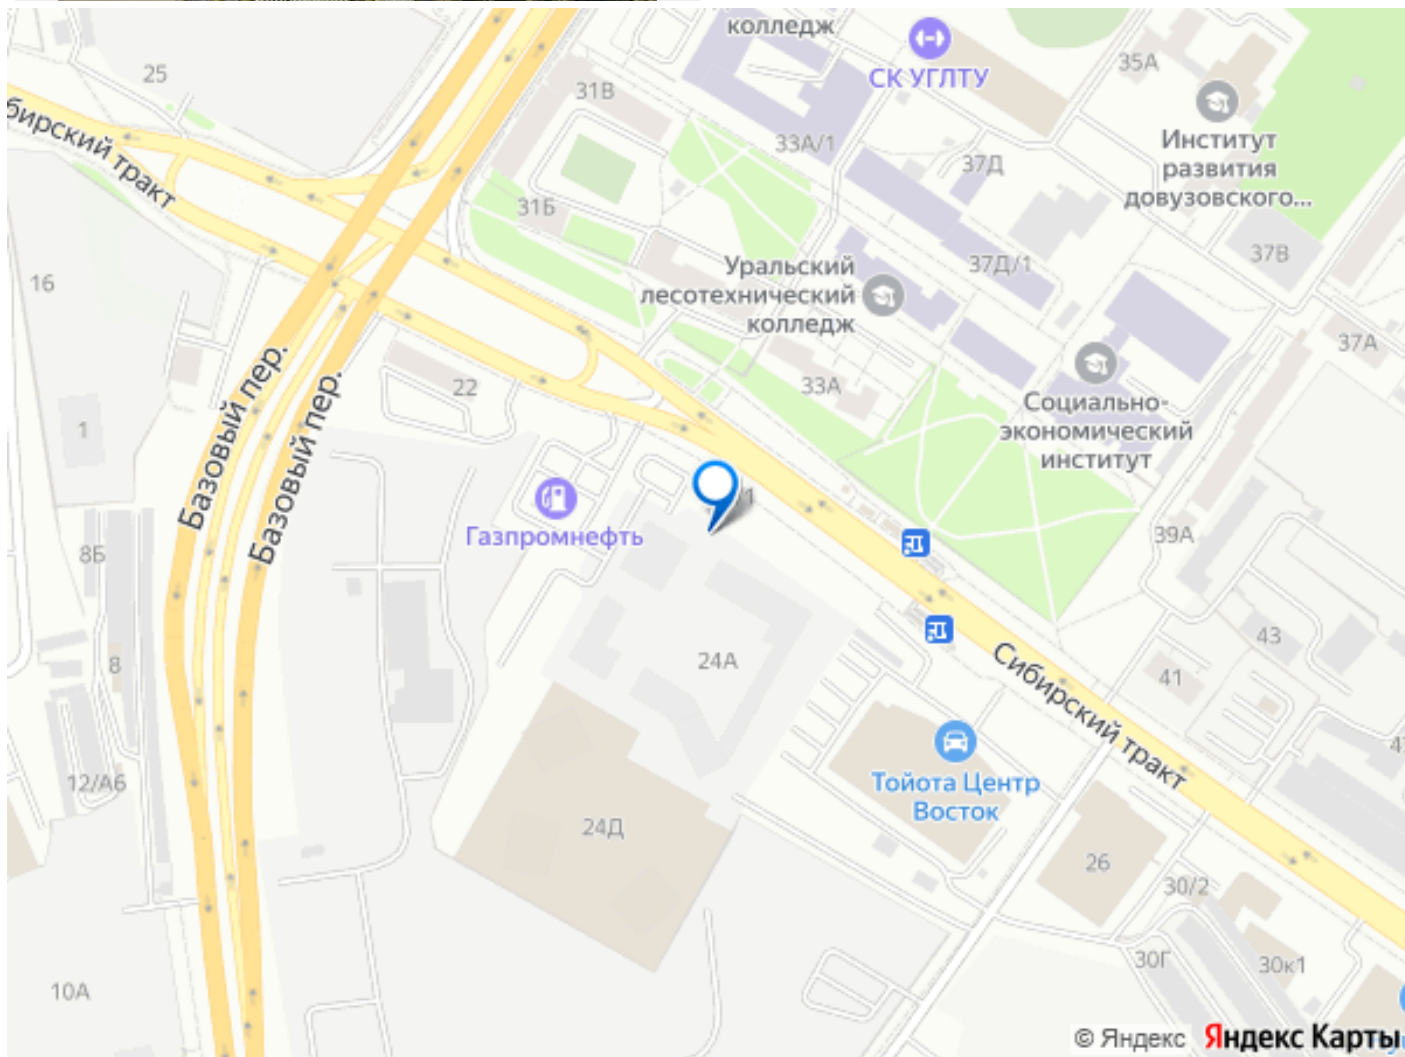 колледж
СК УГЛТУ
25
31В
35А
Институт
развития
довузовского...
33А/1
37Д
бирский тракт
31Б
37Д/1
37В
16
Уральский
лесотехнический
колледж
37А
22
33А
Социально-
экономический
институт
1
Базовый пер.
Базовый пер.
Газпромнефть
1
39А
8Б
8
24А
43
41
Сибирский тракт
12/А6
Тойота Центр
Восток
24Д
26
30/2
30Г
30к1
10А
© Яндекс Яндекс Карты